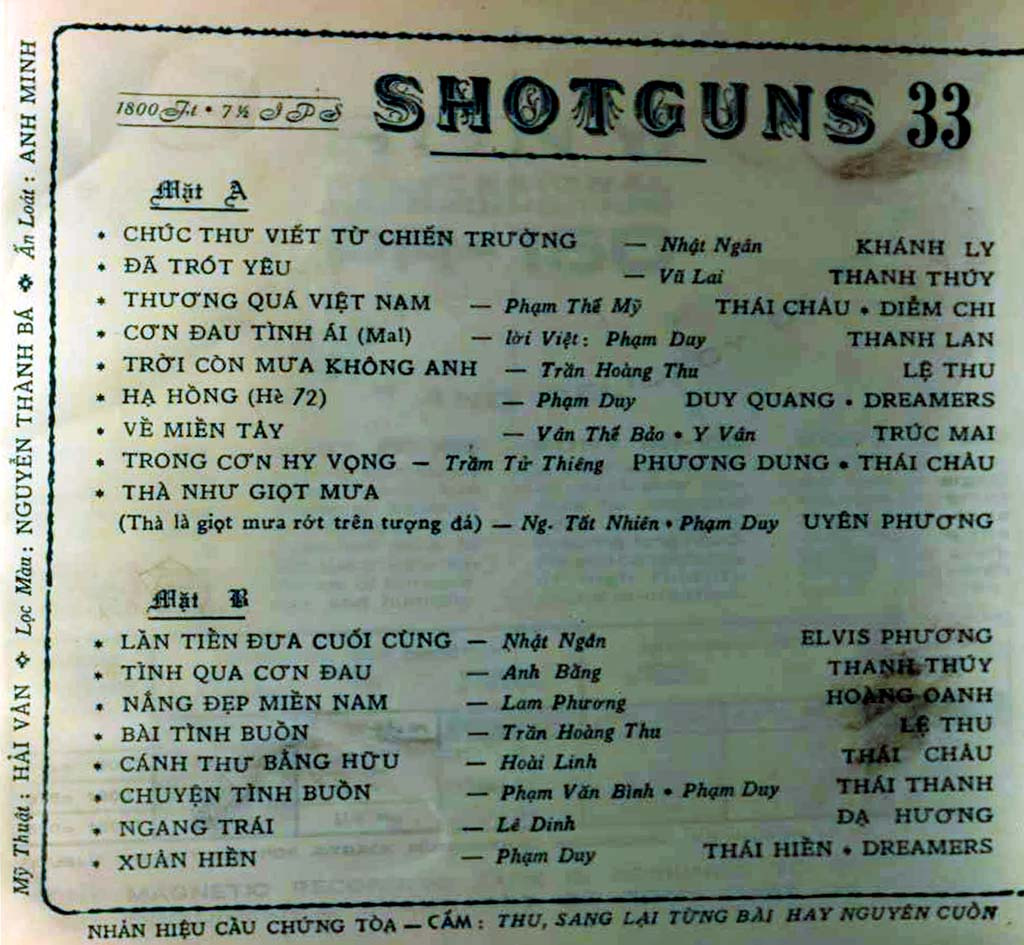 1800 Ft • 7½ IPS
SHOTGUNS 33
Mặt A
* CHÚC THƯ VIẾT TỪ CHIẾN TRƯỜNG — Nhật Ngân KHÁNH LY
* ĐÃ TRÓT YÊU — Vũ Lai THANH THÚY
* THƯƠNG QUÁ VIỆT NAM — Phạm Thế Mỹ THÁI CHÂU • DIỄM CHI
* CƠN ĐAU TÌNH ÁI (Mal) — lời Việt: Phạm Duy THANH LAN
* TRỜI CÒN MƯA KHÔNG ANH — Trần Hoàng Thu LỆ THU
* HẠ HỒNG (Hè 72) — Phạm Duy DUY QUANG • DREAMERS
* VỀ MIỀN TÂY — Vân Thế Bảo • Y Vân TRÚC MAI
* TRONG CƠN HY VỌNG — Trầm Tử Thiêng PHƯƠNG DUNG • THÁI CHÂU
* THÀ NHƯ GIỌT MƯA
(Thà là giọt mưa rớt trên tượng đá) — Ng. Tất Nhiên • Phạm Duy UYÊN PHƯƠNG
Mặt B
* LẦN TIỀN ĐƯA CUỐI CÙNG — Nhật Ngân ELVIS PHƯƠNG
* TÌNH QUA CƠN ĐAU — Anh Bằng THANH THÚY
* NẮNG ĐẸP MIỀN NAM — Lam Phương HOÀNG OANH
* BÀI TÌNH BUỒN — Trần Hoàng Thu LỆ THU
* CÁNH THƯ BẰNG HỮU — Hoài Linh THÁI CHÂU
* CHUYỆN TÌNH BUỒN — Phạm Văn Bình • Phạm Duy THÁI THANH
* NGANG TRÁI — Lê Dinh DẠ HƯƠNG
* XUÂN HIỀN — Phạm Duy THÁI HIỀN • DREAMERS
NHÃN HIỆU CẦU CHỨNG TÒA — CẤM : THU, SANG LẠI TỪNG BÀI HAY NGUYÊN CUỘN
Mỹ Thuật : HẢI VÂN ❖ Lọc Màu : NGUYỄN THÀNH BÁ ❖ Ấn Loát : ANH MINH